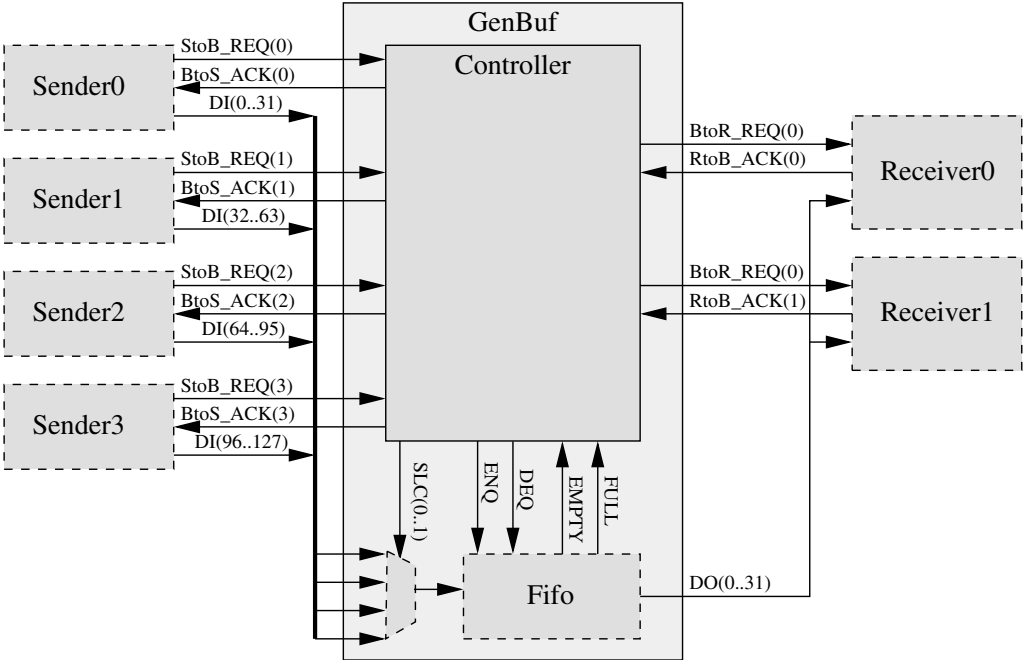 GenBuf
Controller
Sender0
StoB_REQ(0)
BtoS_ACK(0)
DI(0..31)
Sender1
StoB_REQ(1)
BtoS_ACK(1)
DI(32..63)
Sender2
StoB_REQ(2)
BtoS_ACK(2)
DI(64..95)
Sender3
StoB_REQ(3)
BtoS_ACK(3)
DI(96..127)
BtoR_REQ(0)
RtoB_ACK(0)
Receiver0
BtoR_REQ(0)
RtoB_ACK(1)
Receiver1
SLC(0..1)
ENQ
DEQ
EMPTY
FULL
Fifo
DO(0..31)